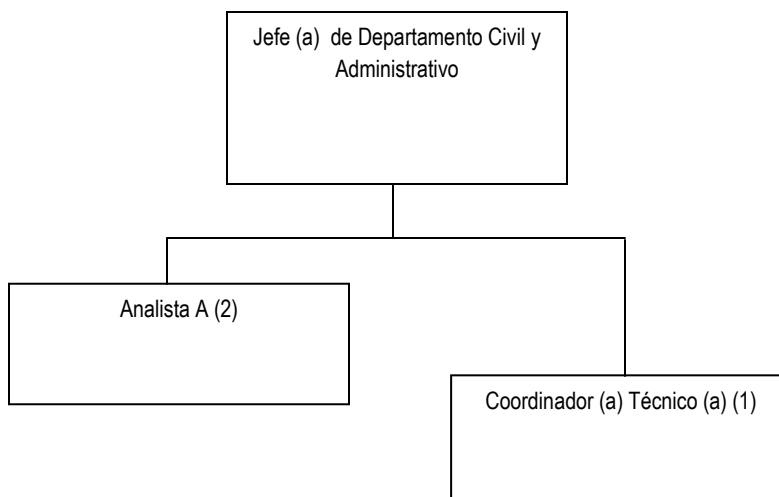 Jefe (a) de Departamento Civil y
Administrativo
Analista A (2)
Coordinador (a) Técnico (a) (1)